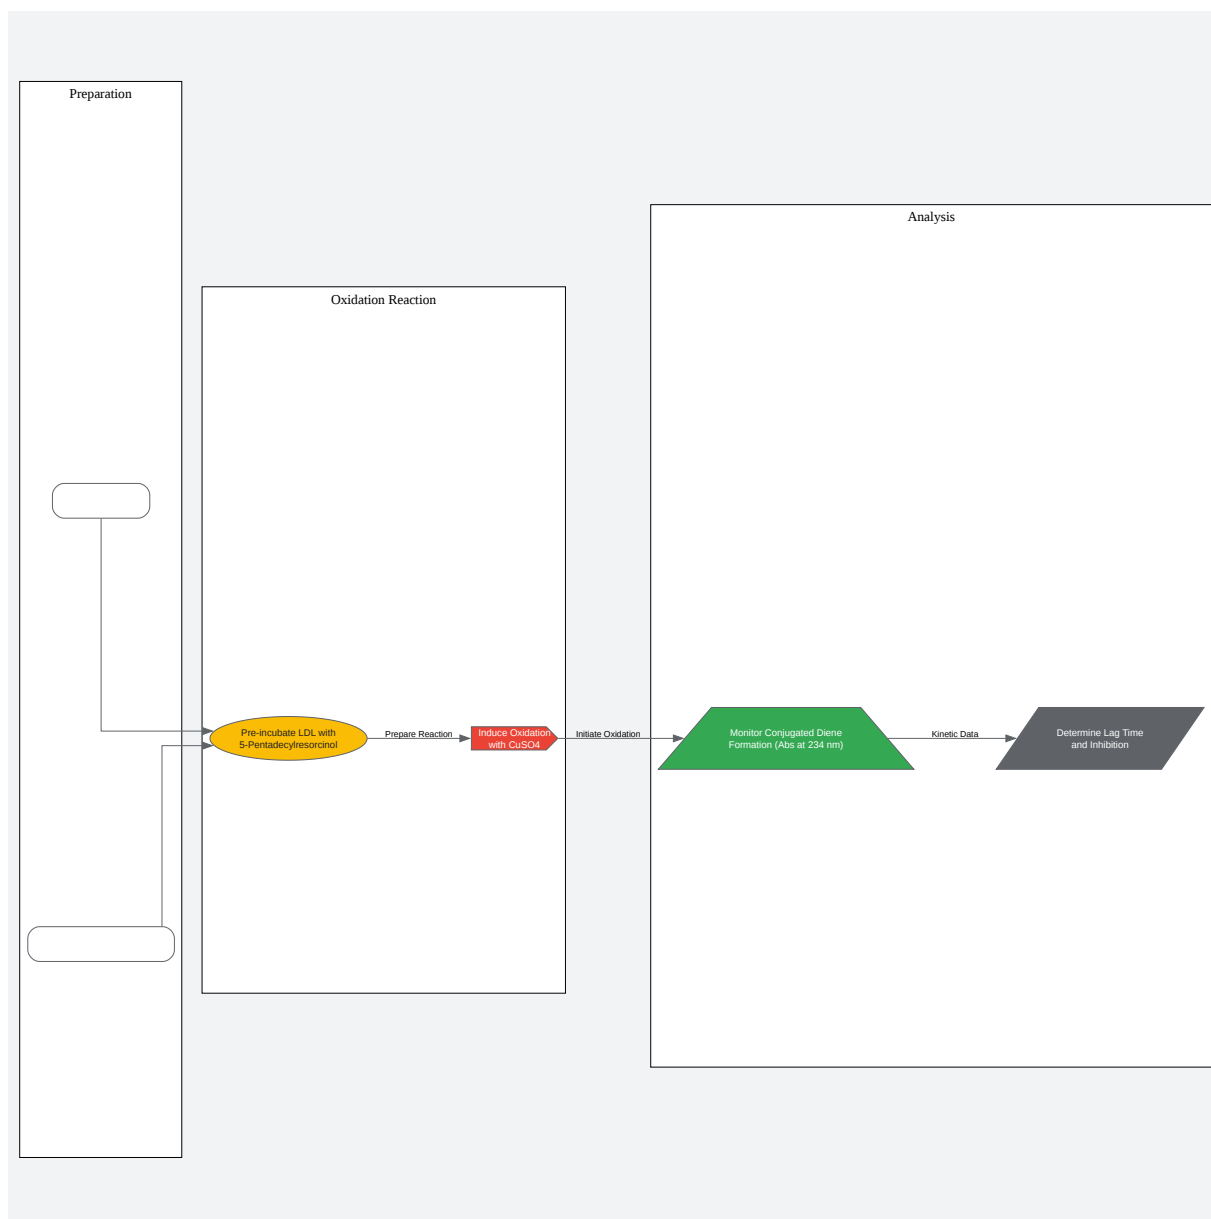 Preparation
Analysis
Oxidation Reaction
Pre-incubate LDL with
5-Pentadecylresorcinol
Prepare Reaction
Induce Oxidation
with CuSO4
Initiate Oxidation
Monitor Conjugated Diene
Formation (Abs at 234 nm)
Kinetic Data
Determine Lag Time
and Inhibition